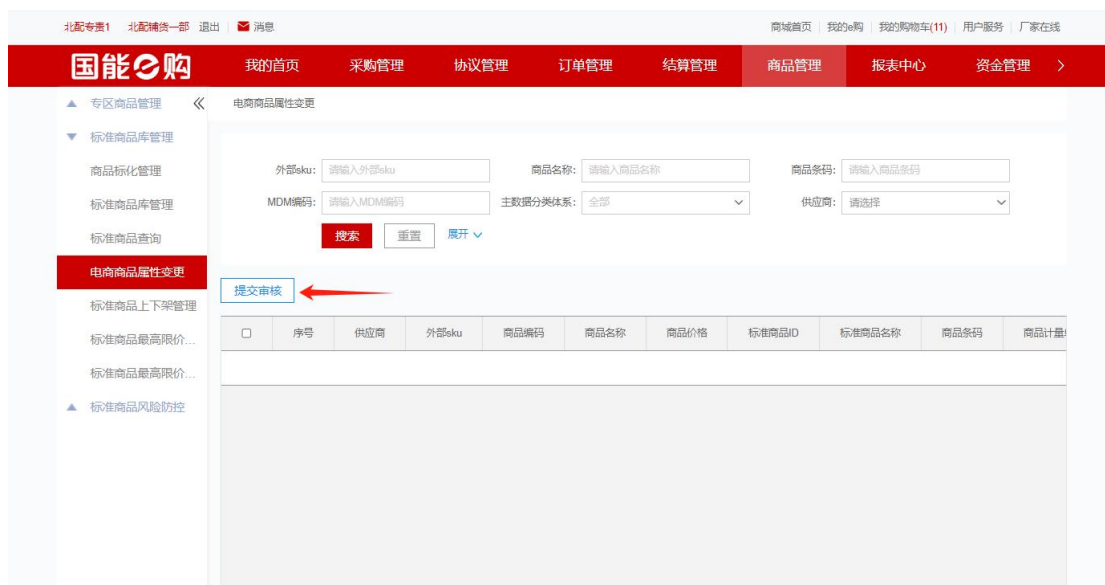 北配专责1 北配辅货一部 退出 消息 商城首页 我的e购 我的购物车(11) 用户服务 厂家在线
国能e购 我的首页 采购管理 协议管理 订单管理 结算管理 商品管理 报表中心 资金管理
专区商品管理 电商商品属性变更
标准商品库管理
商品标化管理 外部sku: 请输入外部sku 商品名称: 请输入商品名称 商品条码: 请输入商品条码
标准商品库管理 MDM编码: 请输入MDM编码 主数据分类体系: 全部 供应商: 请选择
标准商品查询 搜索 重置 展开
电商商品属性变更
提交审核
标准商品上下架管理
标准商品最高限价... 序号 供应商 外部sku 商品编码 商品名称 商品价格 标准商品ID 标准商品名称 商品条码 商品计量
标准商品最高限价...
标准商品风险防控